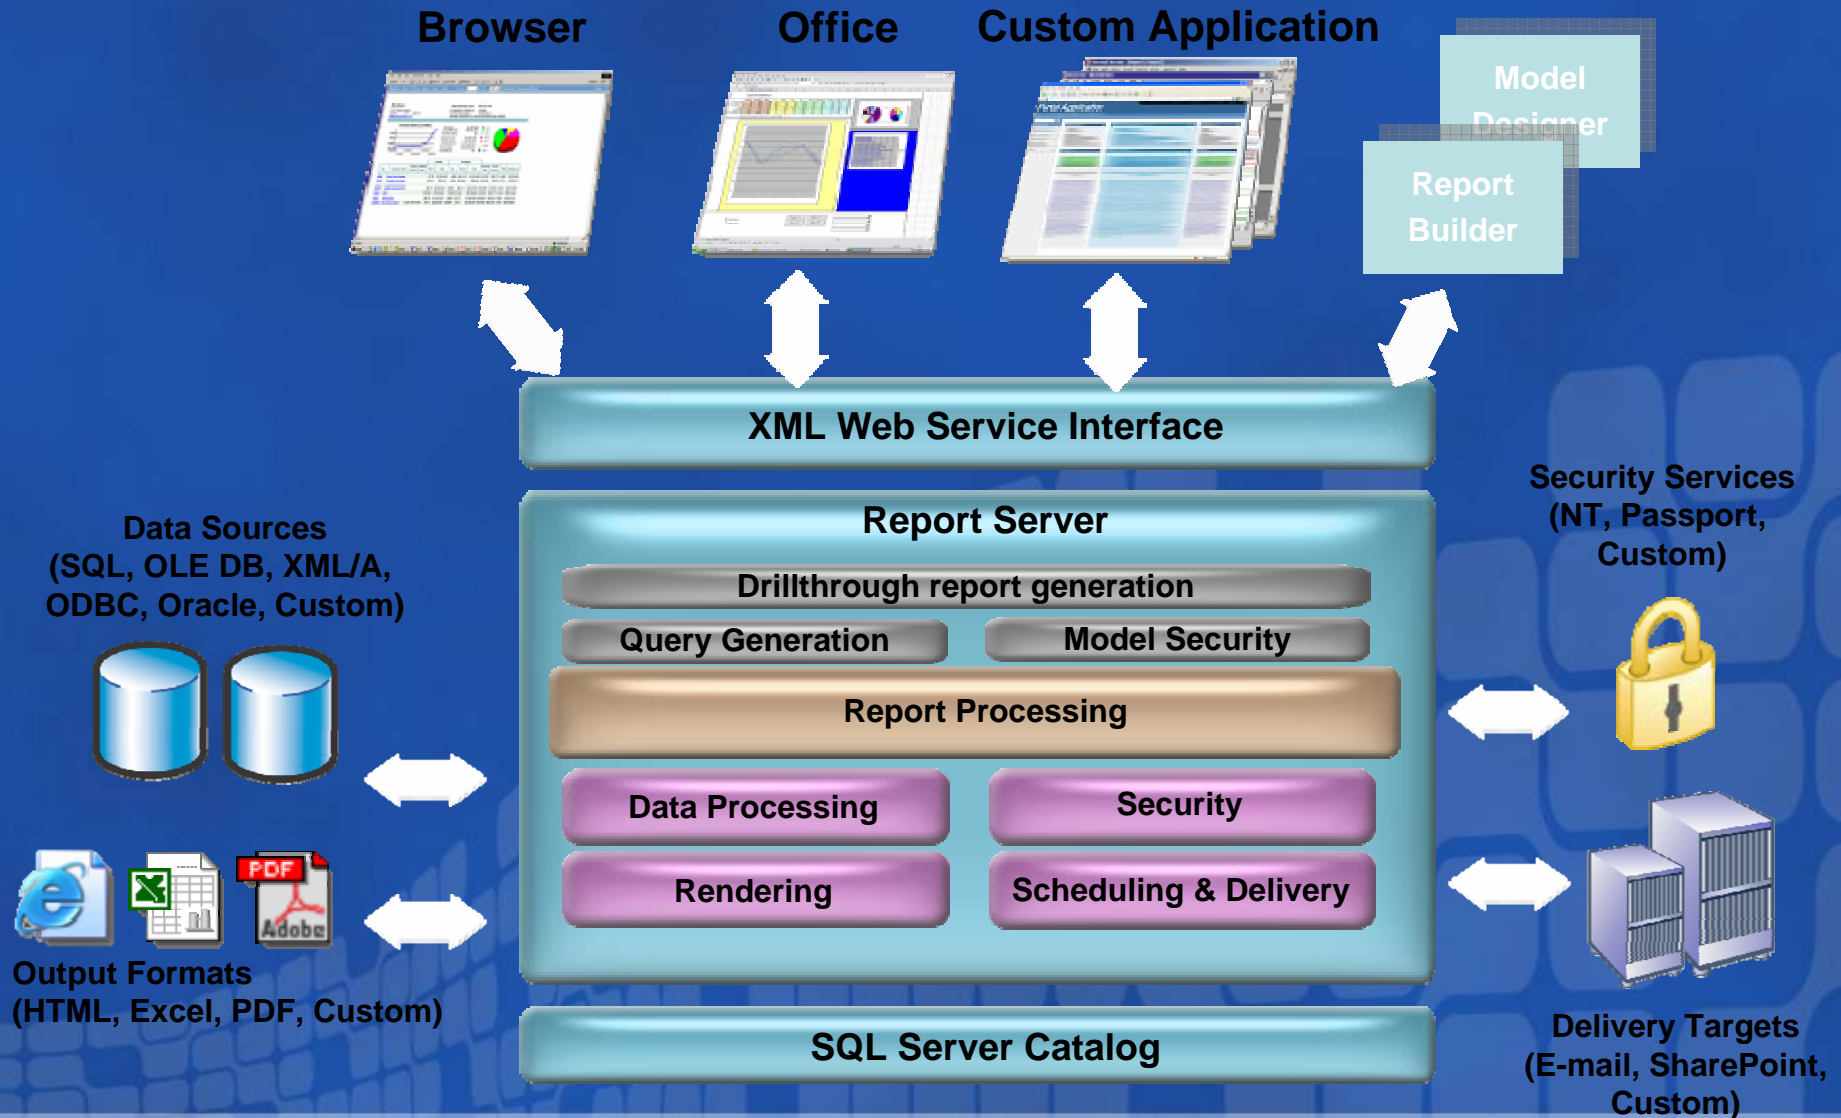 Browser
Office
Custom Application
Model
Designer
Report
Builder
XML Web Service Interface
Data Sources
(SQL, OLE DB, XML/A,
ODBC, Oracle, Custom)
PDF
Adobe
Output Formats
(HTML, Excel, PDF, Custom)
Report Server
Drillthrough report generation
Query Generation
Model Security
Report Processing
Data Processing
Security
Rendering
Scheduling & Delivery
SQL Server Catalog
Security Services
(NT, Passport,
Custom)
Delivery Targets
(E-mail, SharePoint,
Custom)